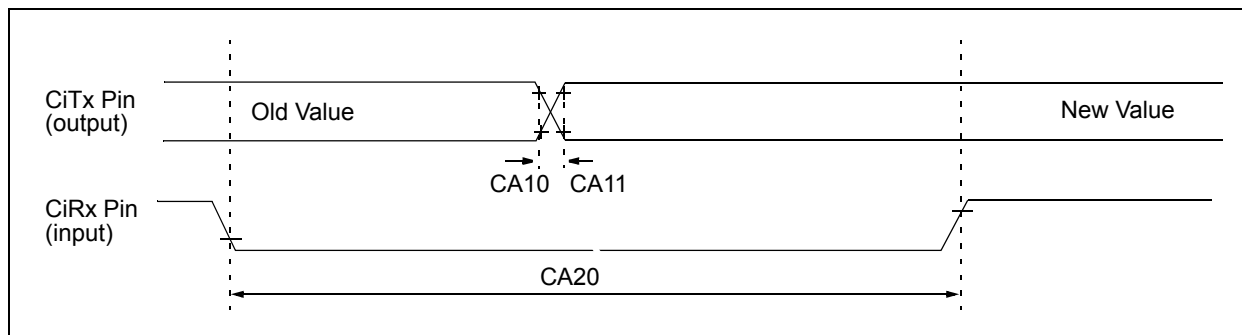 CiTx Pin
(output)
Old Value
New Value
CA10 CA11
CiRx Pin
(input)
CA20